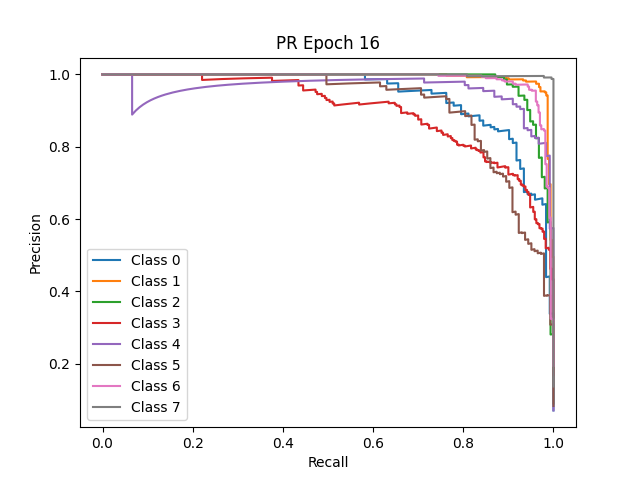 PR Epoch 16
1.0
0.8
0.6
0.4
0.2
Precision
Class 0
Class 1
Class 2
Class 3
Class 4
Class 5
Class 6
Class 7
0.0 0.2 0.4 0.6 0.8 1.0
Recall